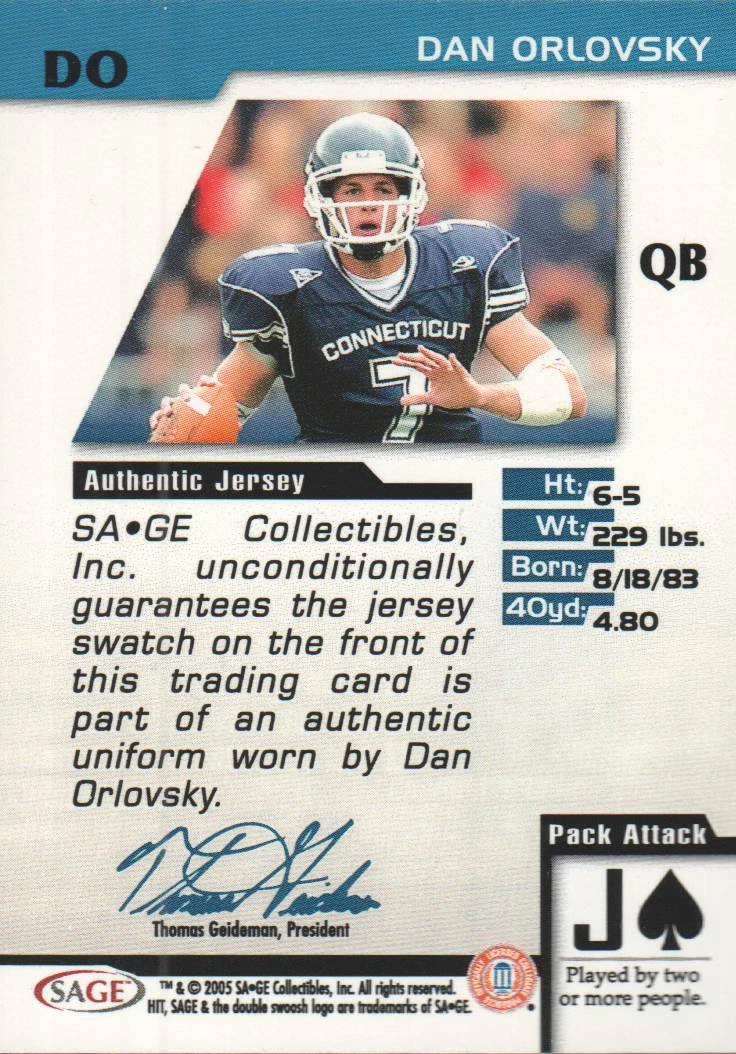 DO
DAN ORLOVSKY
QB
7
CONNECTICUT
7
Authentic Jersey
SA•GE Collectibles,
Inc. unconditionally
guarantees the jersey
swatch on the front of
this trading card is
part of an authentic
uniform worn by Dan
Orlovsky.
Ht: 6-5
Wt: 229 lbs.
Born: 8/18/83
40yd: 4.80
Thomas Geideman, President
Pack Attack
J♠
Played by two
or more people.
SAGE™
™ & © 2005 SA•GE Collectibles, Inc. All rights reserved.
HIT, SAGE & the double swoosh logo are trademarks of SA•GE.